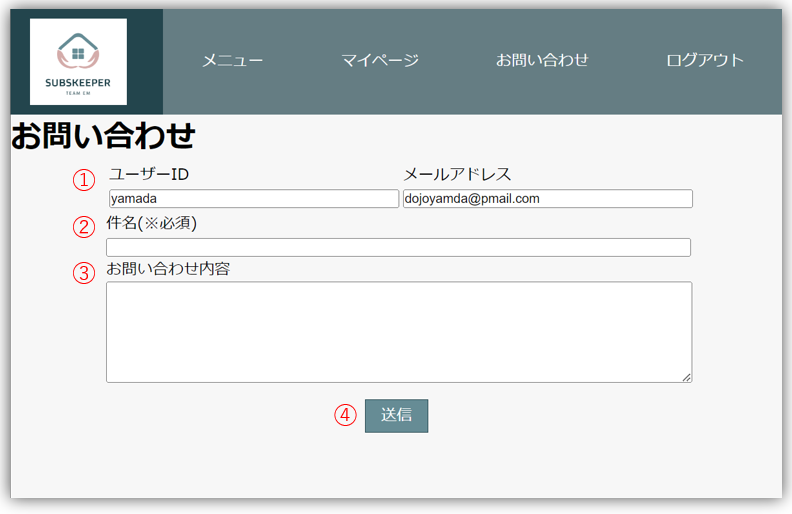 SUBSKEEPER
TEAM EM
メニュー マイページ お問い合わせ ログアウト
お問い合わせ
① ユーザーID メールアドレス
yamada dojoyamda@pmail.com
② 件名(※必須)
③ お問い合わせ内容
④ 送信